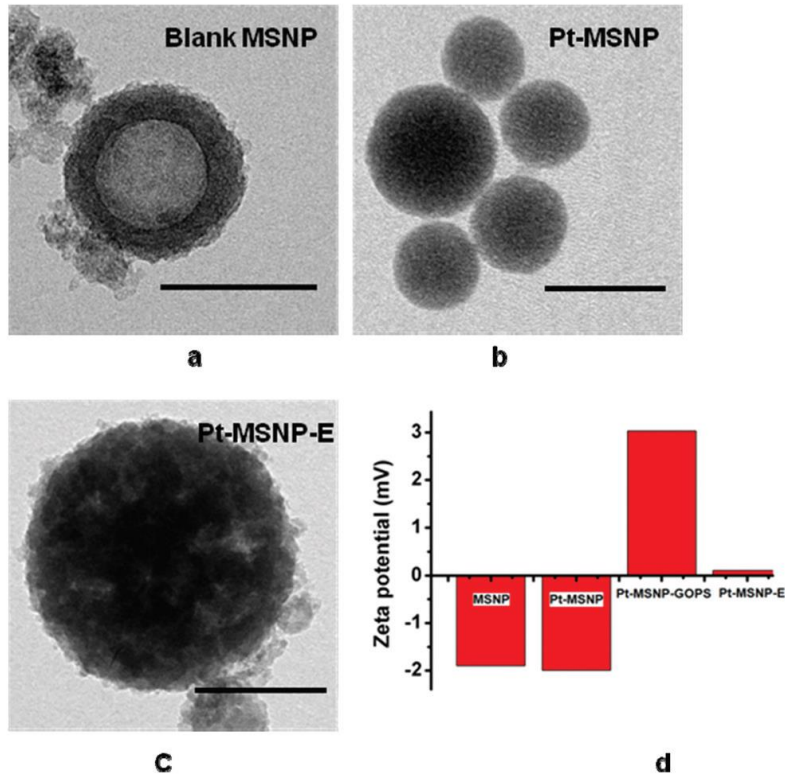 Blank MSNP
Pt-MSNP
a
b
Pt-MSNP-E
3
2
1
0
-1
-2
Zeta potential (mV)
MSNP
Pt-MSNP
Pt-MSNP-GOPS
Pt-MSNP-E
c
d